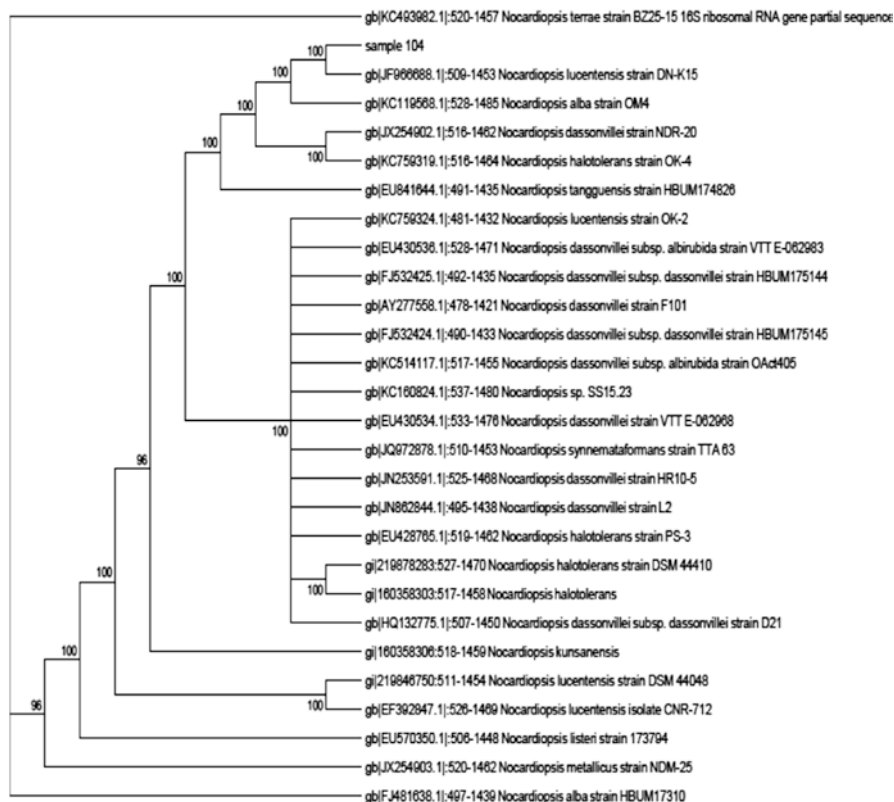 gb|KC493982.1|:520-1457 Nocardiopsis terrae strain BZ25-15 16S ribosomal RNA gene partial sequence
sample 104
100
gb|JF966688.1|:509-1453 Nocardiopsis lucentensis strain DN-K15
100
gb|KC119568.1|:528-1485 Nocardiopsis alba strain OM4
100
gb|JX254902.1|:516-1462 Nocardiopsis dassonvillei strain NDR-20
100
100
gb|KC759319.1|:516-1464 Nocardiopsis halotolerans strain OK-4
gb|EU841644.1|:491-1435 Nocardiopsis tangguensis strain HBUM174826
gb|KC759324.1|:481-1432 Nocardiopsis lucentensis strain OK-2
gb|EU430536.1|:528-1471 Nocardiopsis dassonvillei subsp. albirubida strain VTT E-062983
100
gb|FJ532425.1|:492-1435 Nocardiopsis dassonvillei subsp. dassonvillei strain HBUM175144
gb|AY277558.1|:478-1421 Nocardiopsis dassonvillei strain F101
gb|FJ532424.1|:490-1433 Nocardiopsis dassonvillei subsp. dassonvillei strain HBUM175145
gb|KC514117.1|:517-1455 Nocardiopsis dassonvillei subsp. albirubida strain OAct405
gb|KC160824.1|:537-1480 Nocardiopsis sp. SS15.23
gb|EU430534.1|:533-1476 Nocardiopsis dassonvillei strain VTT E-062968
100
gb|JQ972878.1|:510-1453 Nocardiopsis synnemataformans strain TTA 63
96
gb|JN253591.1|:525-1468 Nocardiopsis dassonvillei strain HR10-5
gb|JN862844.1|:495-1438 Nocardiopsis dassonvillei strain L2
gb|EU428765.1|:519-1462 Nocardiopsis halotolerans strain PS-3
gi|219878283:527-1470 Nocardiopsis halotolerans strain DSM 44410
100
100
gi|160358303:517-1458 Nocardiopsis halotolerans
gb|HQ132775.1|:507-1450 Nocardiopsis dassonvillei subsp. dassonvillei strain D21
100
gi|160358306:518-1459 Nocardiopsis kunsanensis
gi|219846750:511-1454 Nocardiopsis lucentensis strain DSM 44048
96
100
gb|EF392847.1|:526-1469 Nocardiopsis lucentensis isolate CNR-712
gb|EU570350.1|:506-1448 Nocardiopsis listeri strain 173794
gb|JX254903.1|:520-1462 Nocardiopsis metallicus strain NDM-25
gb|FJ481638.1|:497-1439 Nocardiopsis alba strain HBUM17310